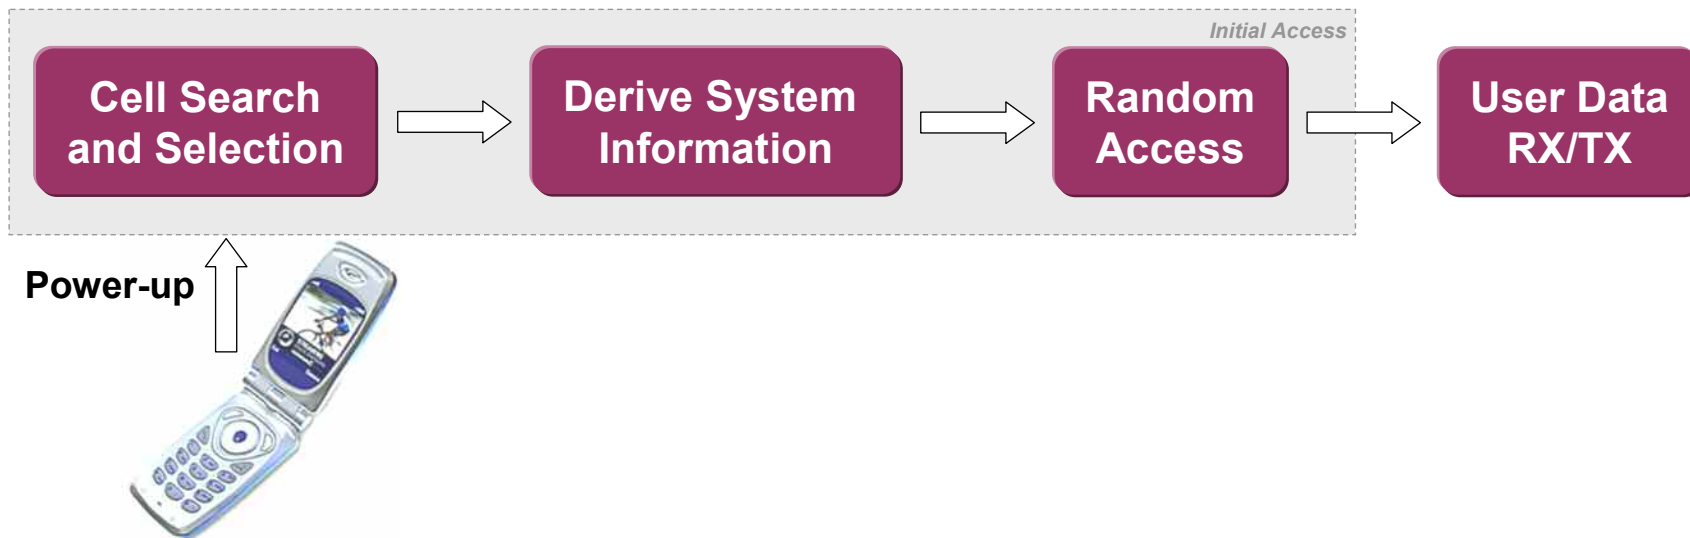 Initial Access
Cell Search
and Selection
Derive System
Information
Random
Access
User Data
RX/TX
Power-up